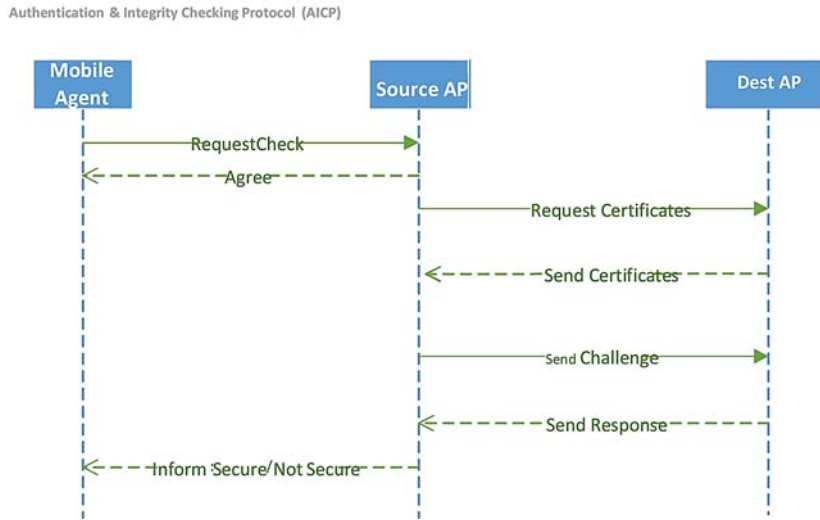 Authentication & Integrity Checking Protocol (AICP)
Mobile
Agent
Source AP
Dest AP
RequestCheck
Agree
Request Certificates
Send Certificates
Send Challenge
Send Response
Inform Secure/Not Secure